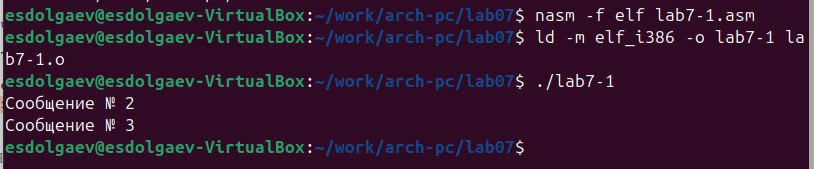 esdolgaev@esdolgaev-VirtualBox:~/work/arch-pc/lab07$ nasm -f elf lab7-1.asm
esdolgaev@esdolgaev-VirtualBox:~/work/arch-pc/lab07$ ld -m elf_i386 -o lab7-1 la
b7-1.o
esdolgaev@esdolgaev-VirtualBox:~/work/arch-pc/lab07$ ./lab7-1
Сообщение № 2
Сообщение № 3
esdolgaev@esdolgaev-VirtualBox:~/work/arch-pc/lab07$